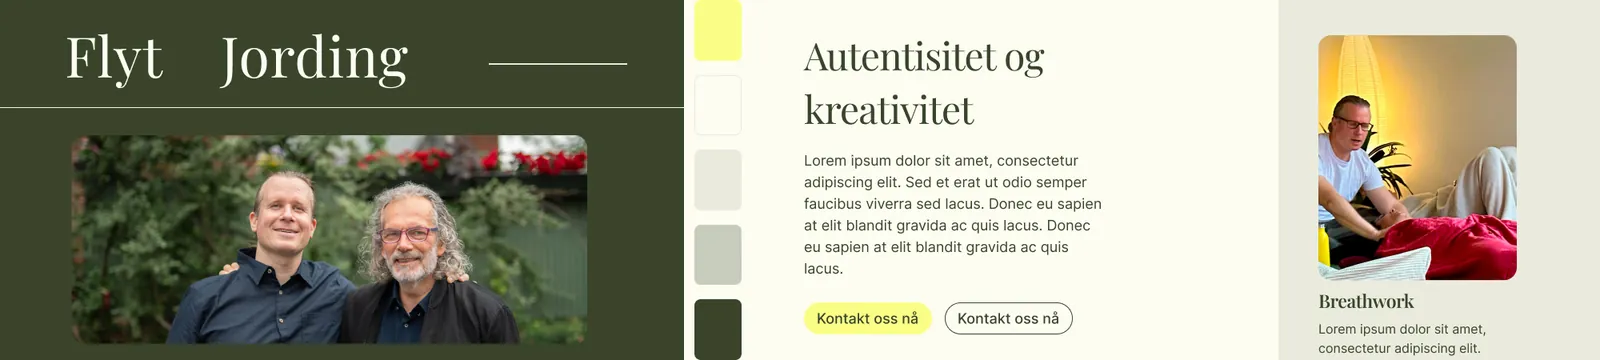 Flyt Jording
Autentisitet og
kreativitet
Lorem ipsum dolor sit amet, consectetur
adipiscing elit. Sed et erat ut odio semper
faucibus viverra sed lacus. Donec eu sapien
at elit blandit gravida ac quis lacus. Donec
eu sapien at elit blandit gravida ac quis
lacus.
Kontakt oss nå
Kontakt oss nå
Breathwork
Lorem ipsum dolor sit amet,
consectetur adipiscing elit.